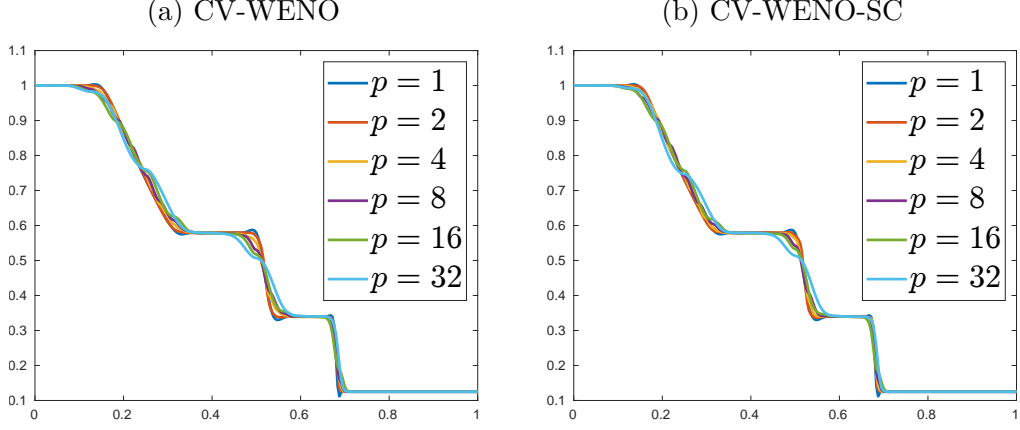 (a) CV-WENO
1.1
1
0.9
0.8
0.7
0.6
0.5
0.4
0.3
0.2
0.1
0 0.2 0.4 0.6 0.8 1
p = 1
p = 2
p = 4
p = 8
p = 16
p = 32
(b) CV-WENO-SC
1.1
1
0.9
0.8
0.7
0.6
0.5
0.4
0.3
0.2
0.1
0 0.2 0.4 0.6 0.8 1
p = 1
p = 2
p = 4
p = 8
p = 16
p = 32